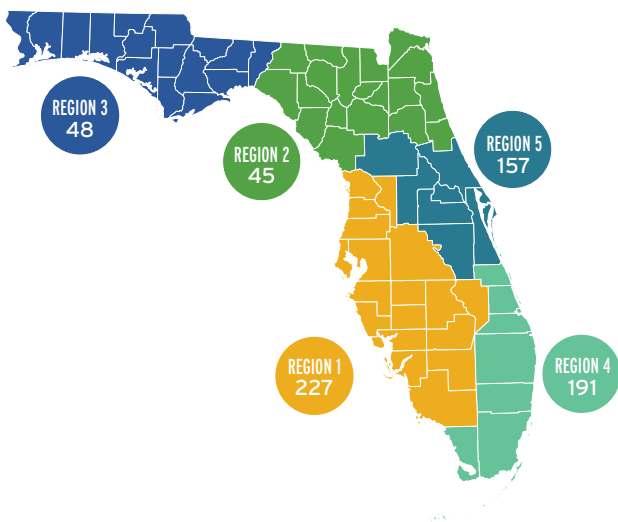 REGION 3
48
REGION 2
45
REGION 5
157
REGION 1
227
REGION 4
191